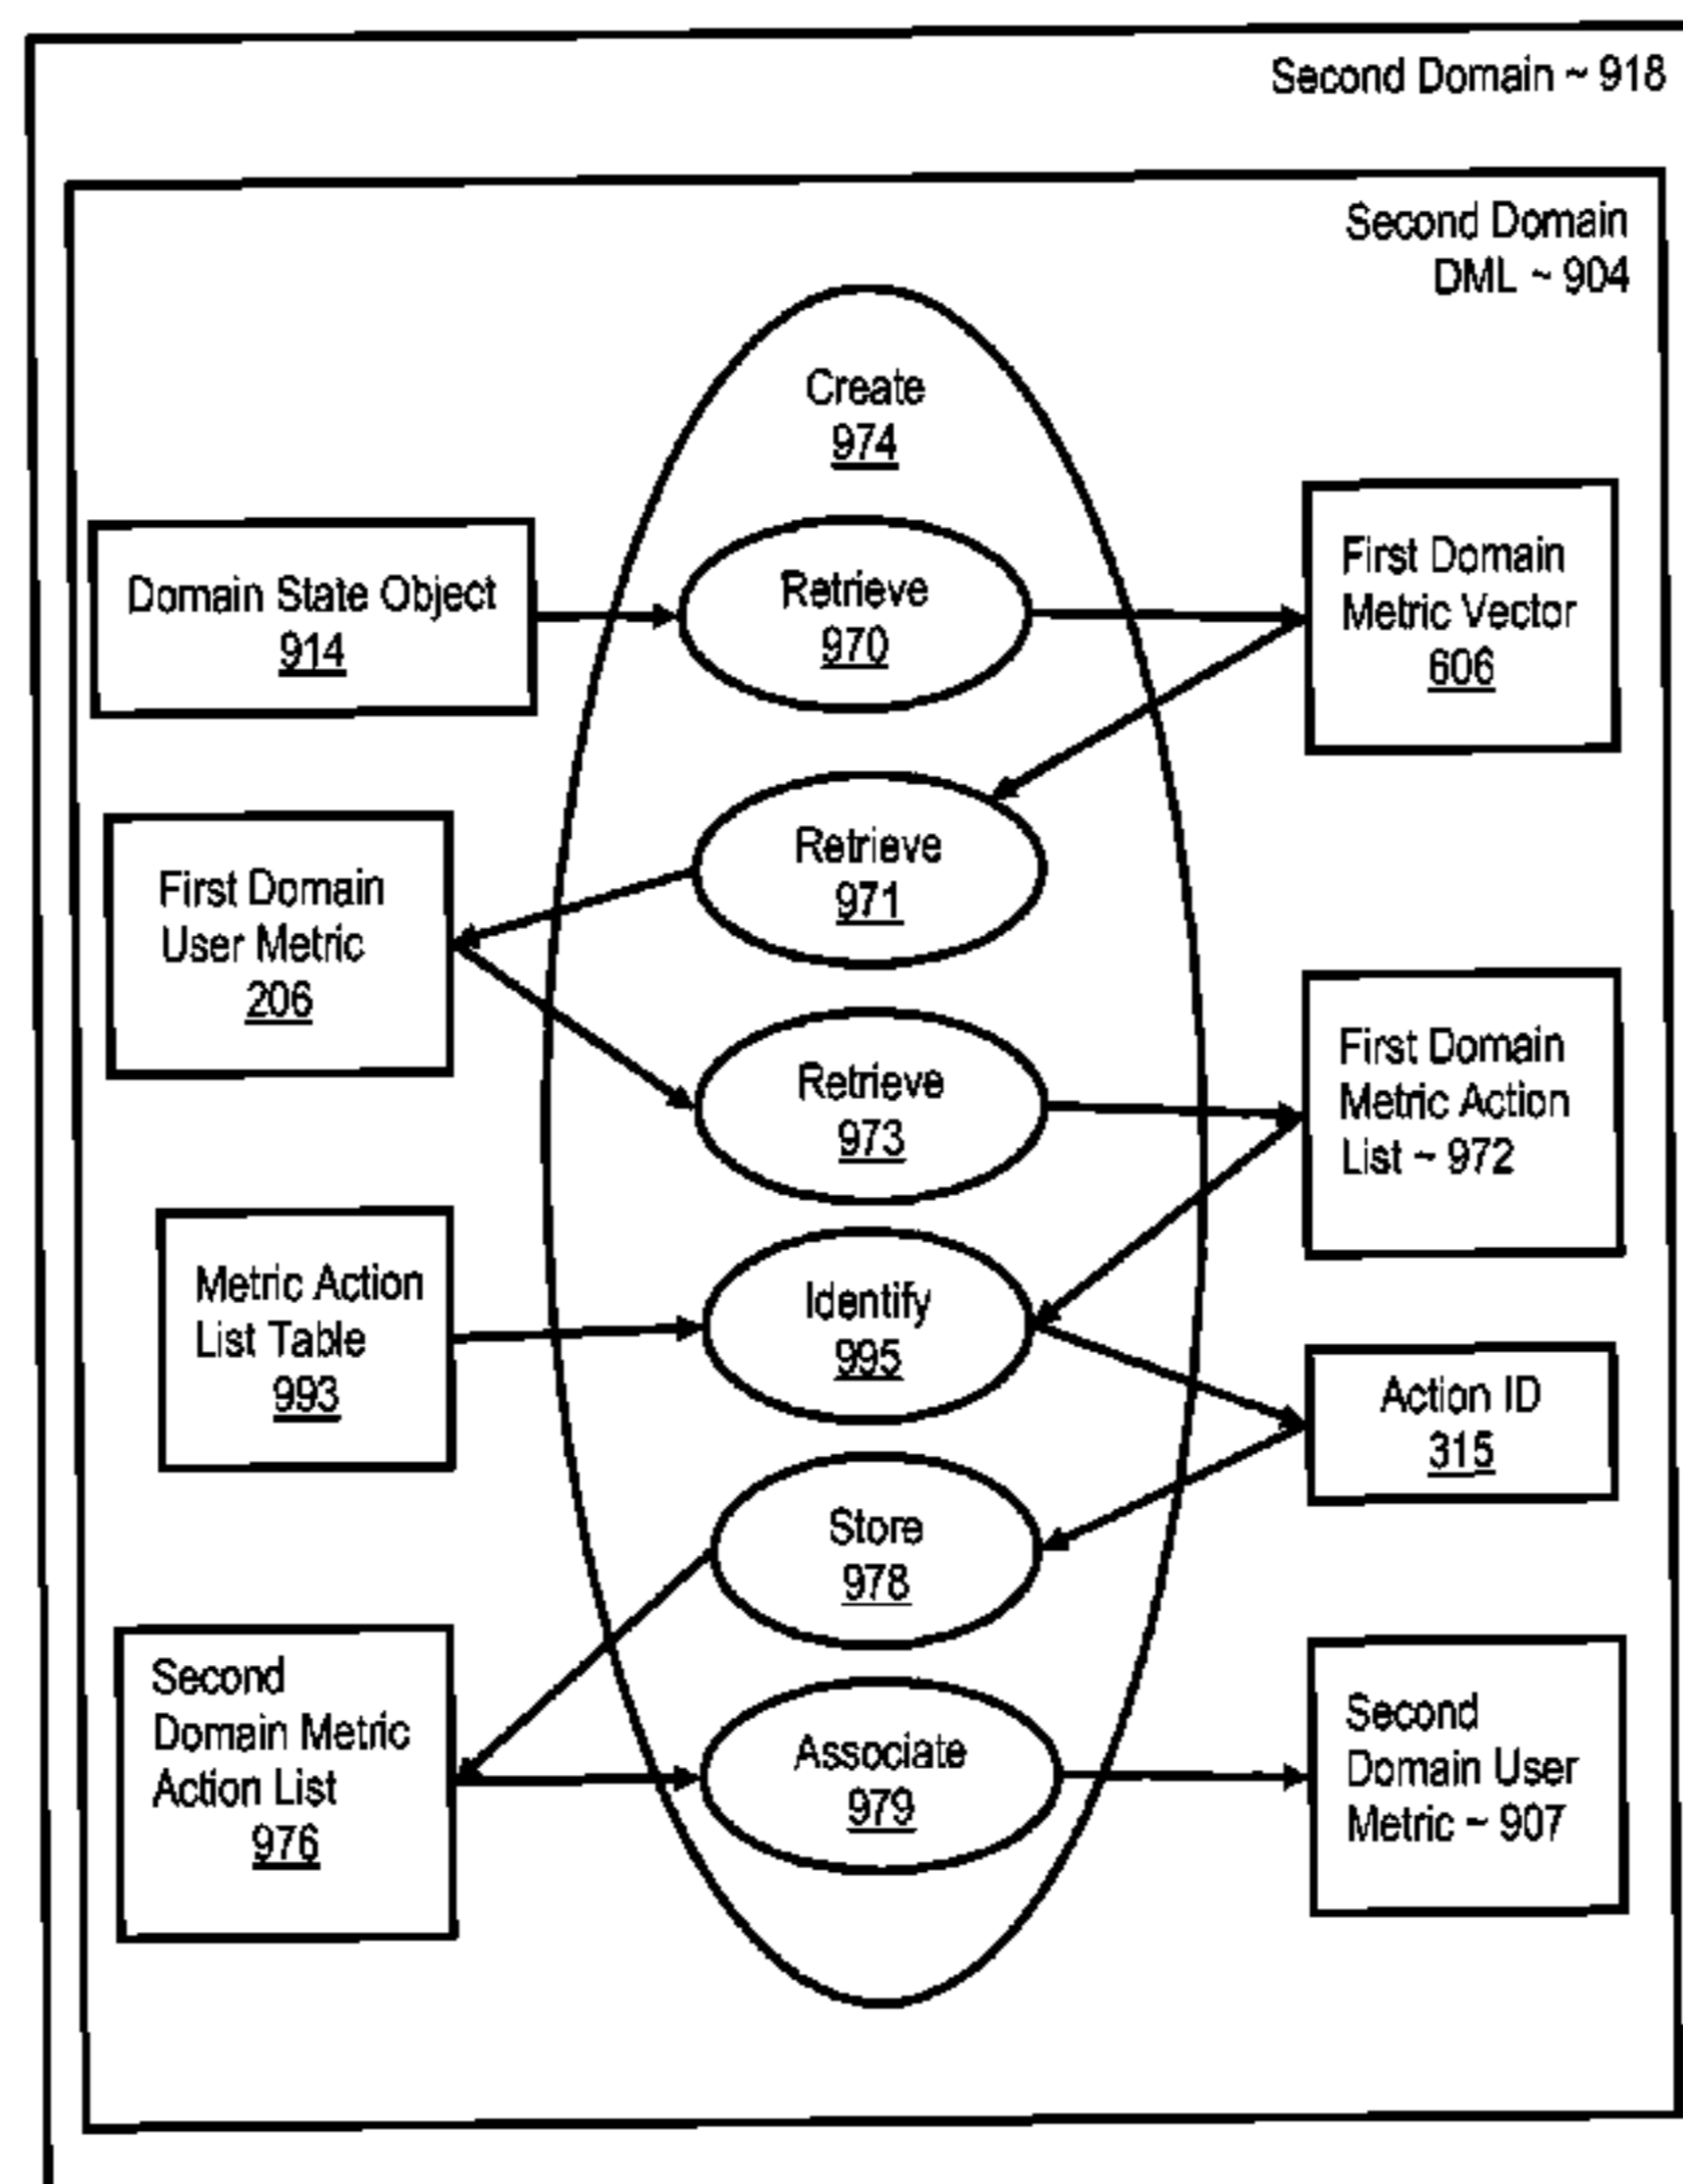 Second Domain ~ 918
Second Domain
DML ~ 904
Create
974
Domain State Object
914
Retrieve
970
First Domain
Metric Vector
606
Retrieve
971
First Domain
User Metric
206
Retrieve
973
First Domain
Metric Action
List ~ 972
Metric Action
List Table
993
Identify
995
Action ID
315
Store
978
Second
Domain Metric
Action List
976
Associate
979
Second
Domain User
Metric ~ 907